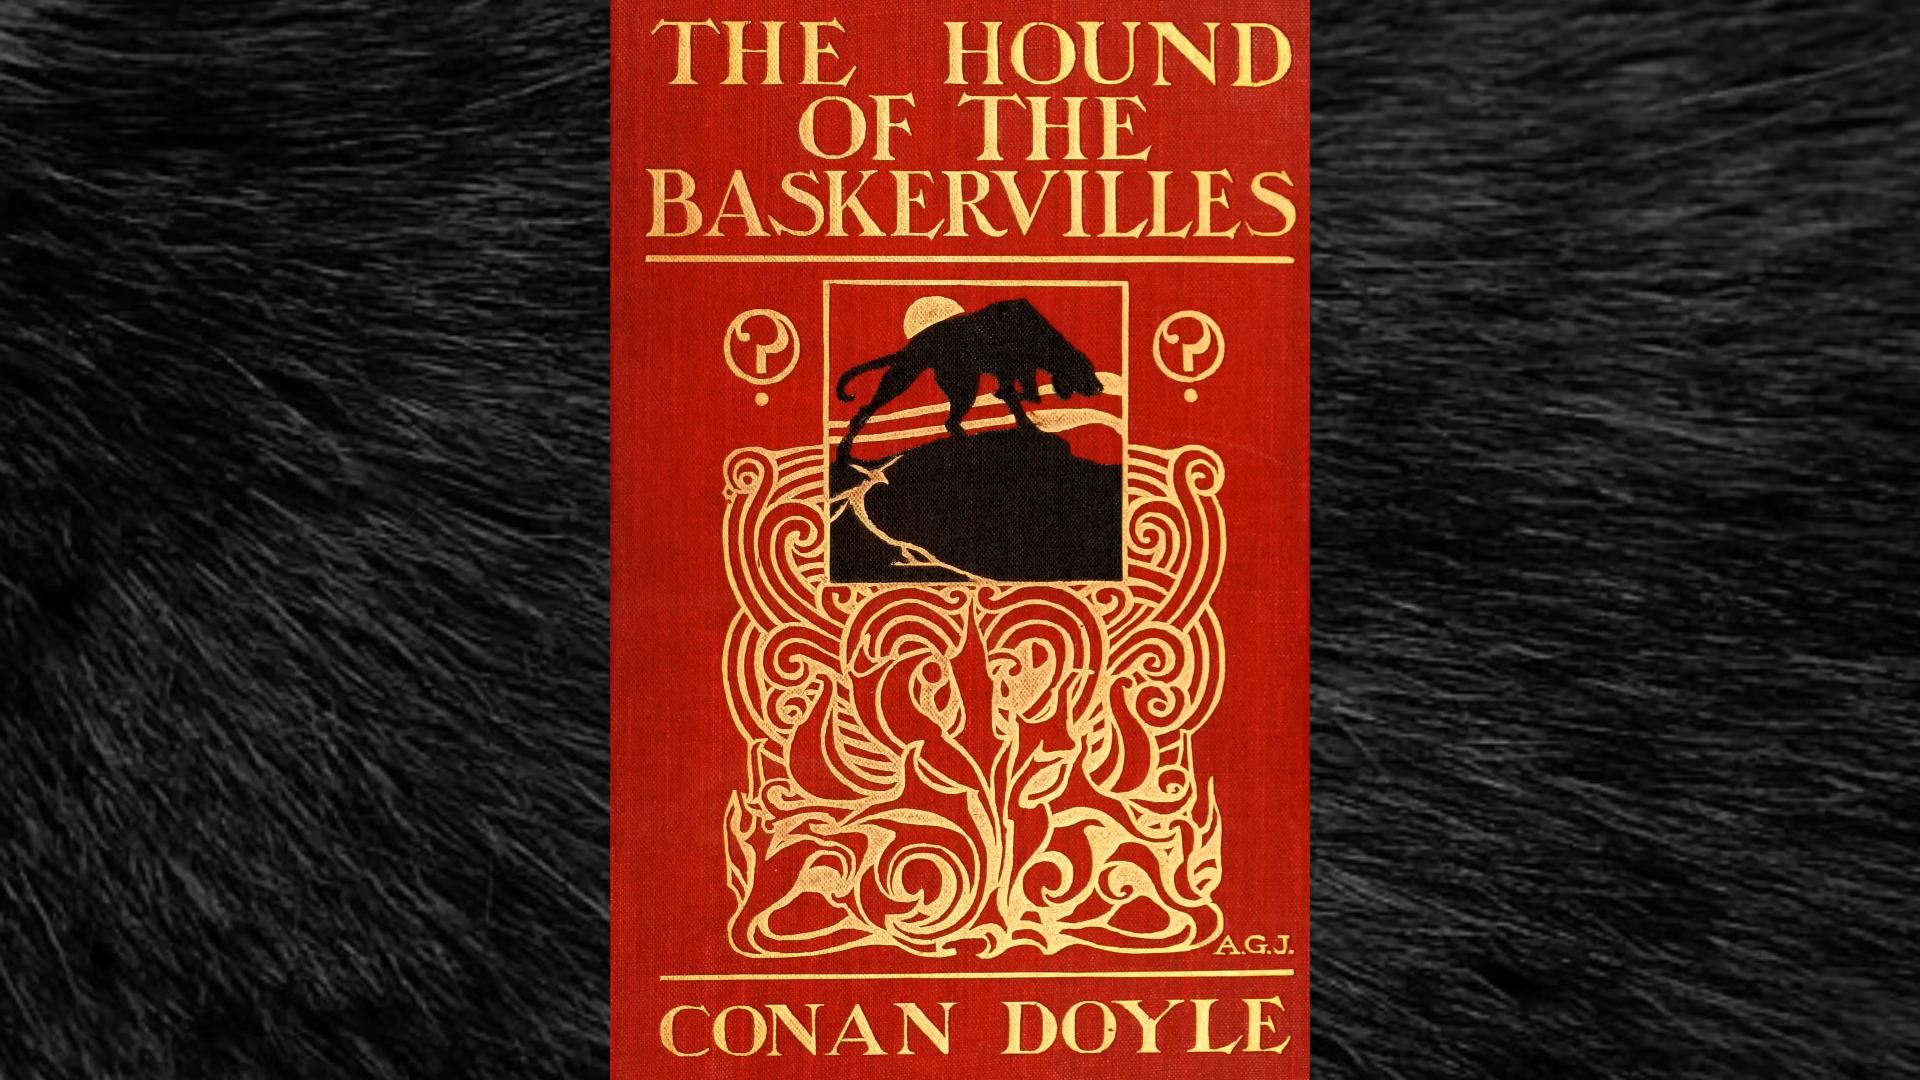 THE HOUND
OF THE
BASKERVILLES
? ?
A.G.J.
CONAN DOYLE